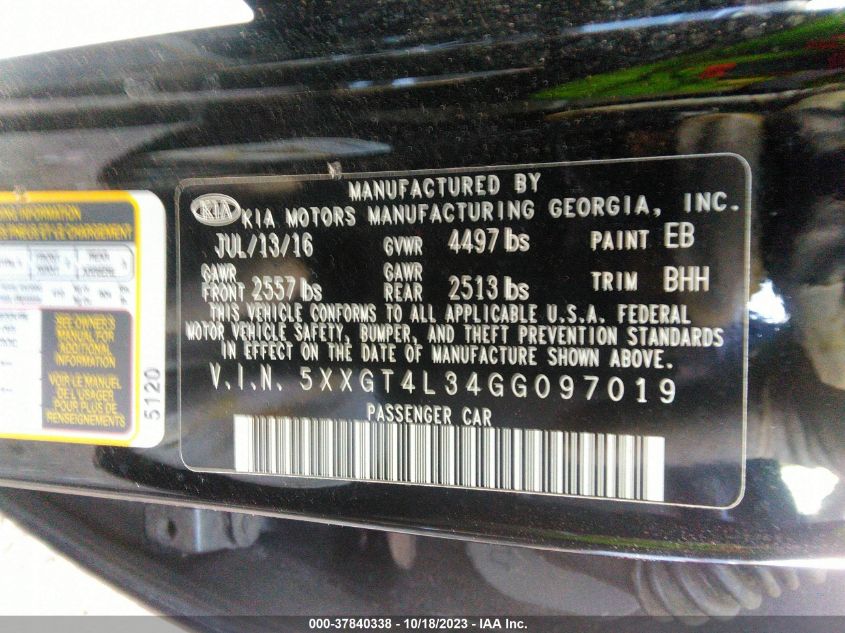 MANUFACTURED BY
KIA KIA MOTORS MANUFACTURING GEORGIA, INC.
JUL/13/16 GVWR 4497 lbs PAINT EB
GAWR FRONT 2557 lbs GAWR REAR 2513 lbs TRIM BHH
THIS VEHICLE CONFORMS TO ALL APPLICABLE U.S.A. FEDERAL
MOTOR VEHICLE SAFETY, BUMPER, AND THEFT PREVENTION STANDARDS
IN EFFECT ON THE DATE OF MANUFACTURE SHOWN ABOVE.
V.I.N. 5XXGT4L34GG097019
PASSENGER CAR
INFORMATION
ET LE CHARGEMENT
SEE OWNER'S
MANUAL FOR
ADDITIONAL
INFORMATION
VOIR LE MANUEL
DE L'USAGER
POUR PLUS DE
RENSEIGNEMENTS
5120
000-37840338 - 10/18/2023 - IAA Inc.